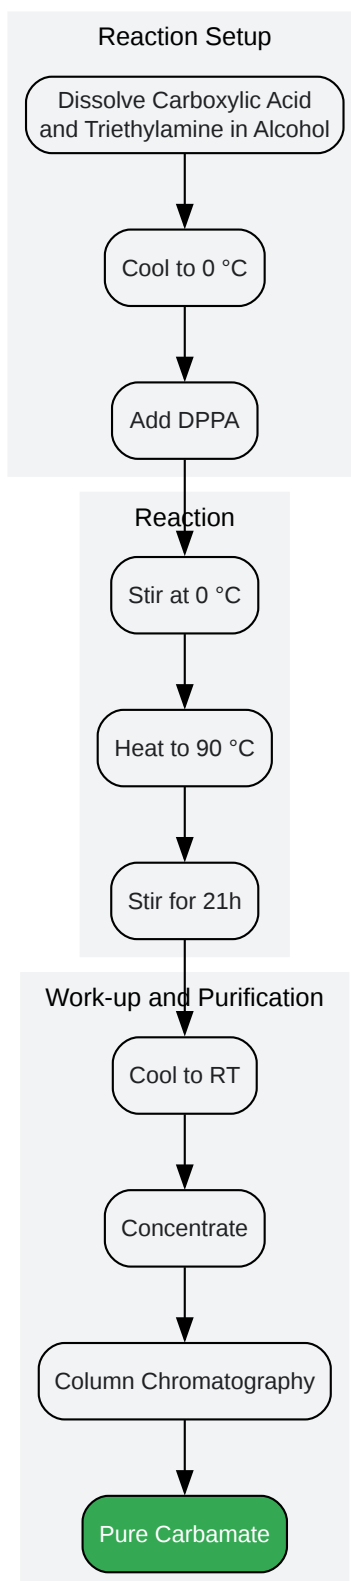 Reaction Setup
Dissolve Carboxylic Acid
and Triethylamine in Alcohol
Cool to 0 °C
Add DPPA
Reaction
Stir at 0 °C
Heat to 90 °C
Stir for 21h
Work-up and Purification
Cool to RT
Concentrate
Column Chromatography
Pure Carbamate